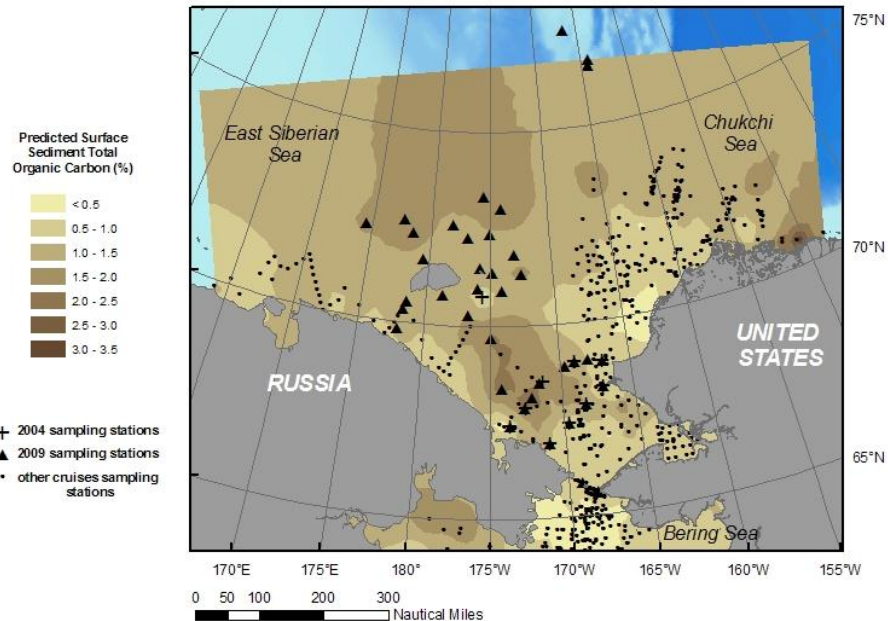 75°N
Predicted Surface
Sediment Total
Organic Carbon (%)
< 0.5
0.5 - 1.0
1.0 - 1.5
1.5 - 2.0
2.0 - 2.5
2.5 - 3.0
3.0 - 3.5
East Siberian
Sea
Chukchi
Sea
70°N
UNITED
STATES
RUSSIA
2004 sampling stations
2009 sampling stations
other cruises sampling
stations
65°N
Bering Sea
170°E 175°E 180° 175°W 170°W 165°W 160°W 155°W
0 50 100 200 300
Nautical Miles